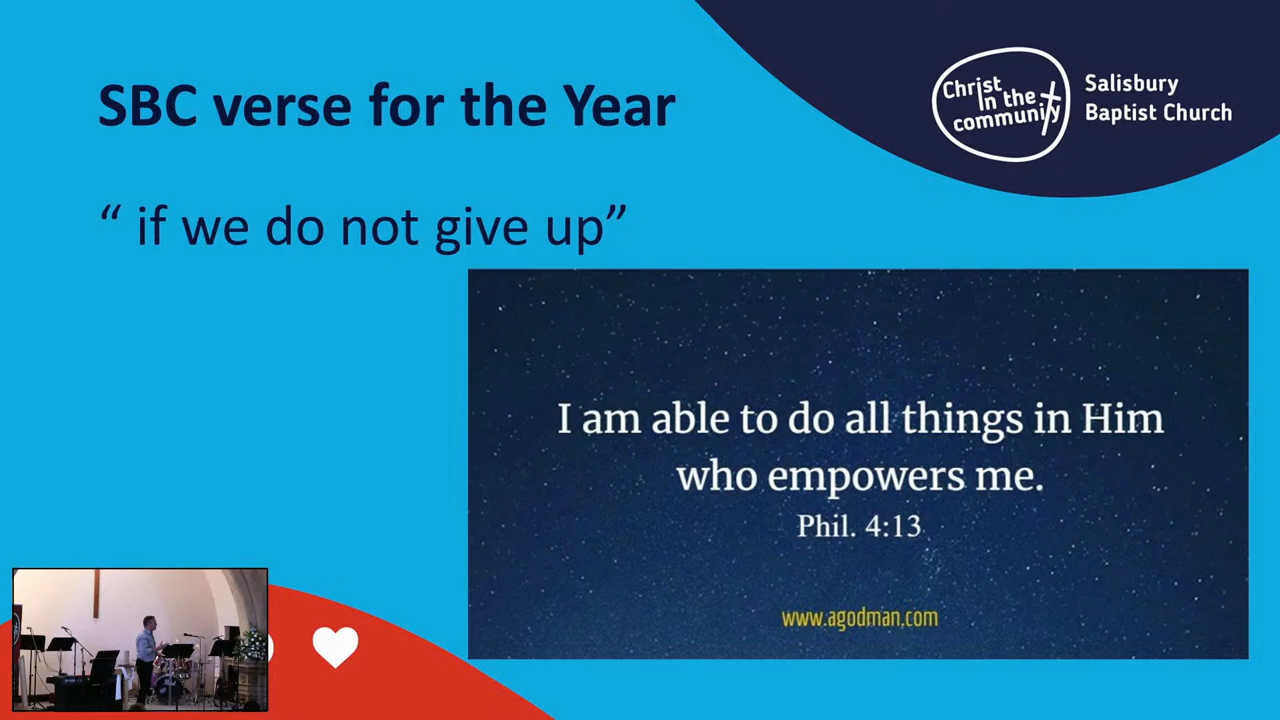 SBC verse for the Year
“ if we do not give up”
Christ
in the
community
Salisbury
Baptist Church
I am able to do all things in Him
who empowers me.
Phil. 4:13
www.agodman.com